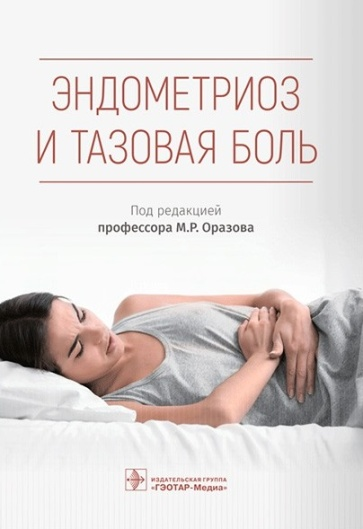 ЭНДОМЕТРИОЗ
И ТАЗОВАЯ БОЛЬ
Под редакцией
профессора М.Р. Оразова
ИЗДАТЕЛЬСКАЯ ГРУППА
«ГЭОТАР-Медиа»